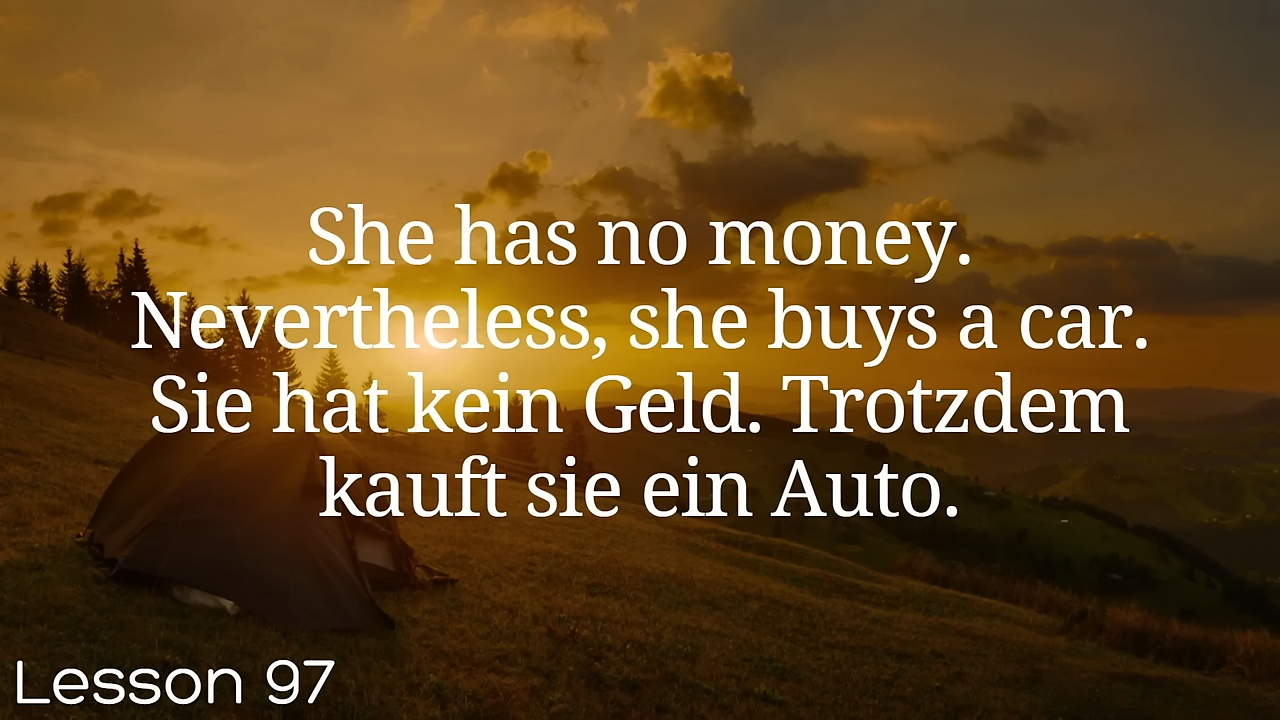 She has no money.
Nevertheless, she buys a car.
Sie hat kein Geld. Trotzdem
kauft sie ein Auto.
Lesson 97